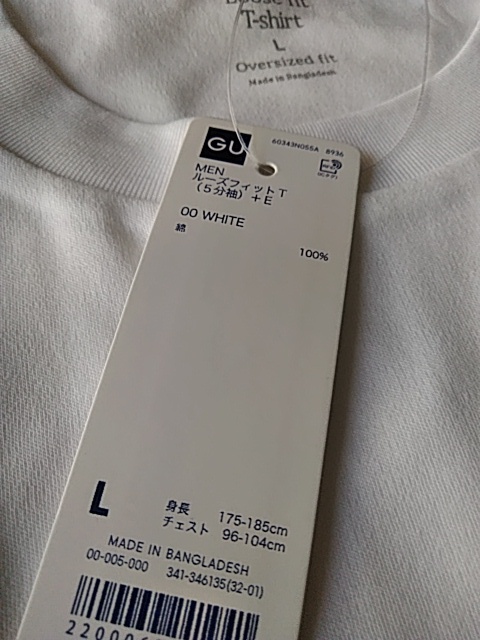 Loose fit
T-shirt
L
Oversized fit
Made in Bangladesh
GU
60343N055A 8936
MEN
ルーズフィットT
(5分袖)+E
00 WHITE
綿 100%
L
身長 175-185cm
チェスト 96-104cm
MADE IN BANGLADESH
00-005-000 341-346135(32-01)